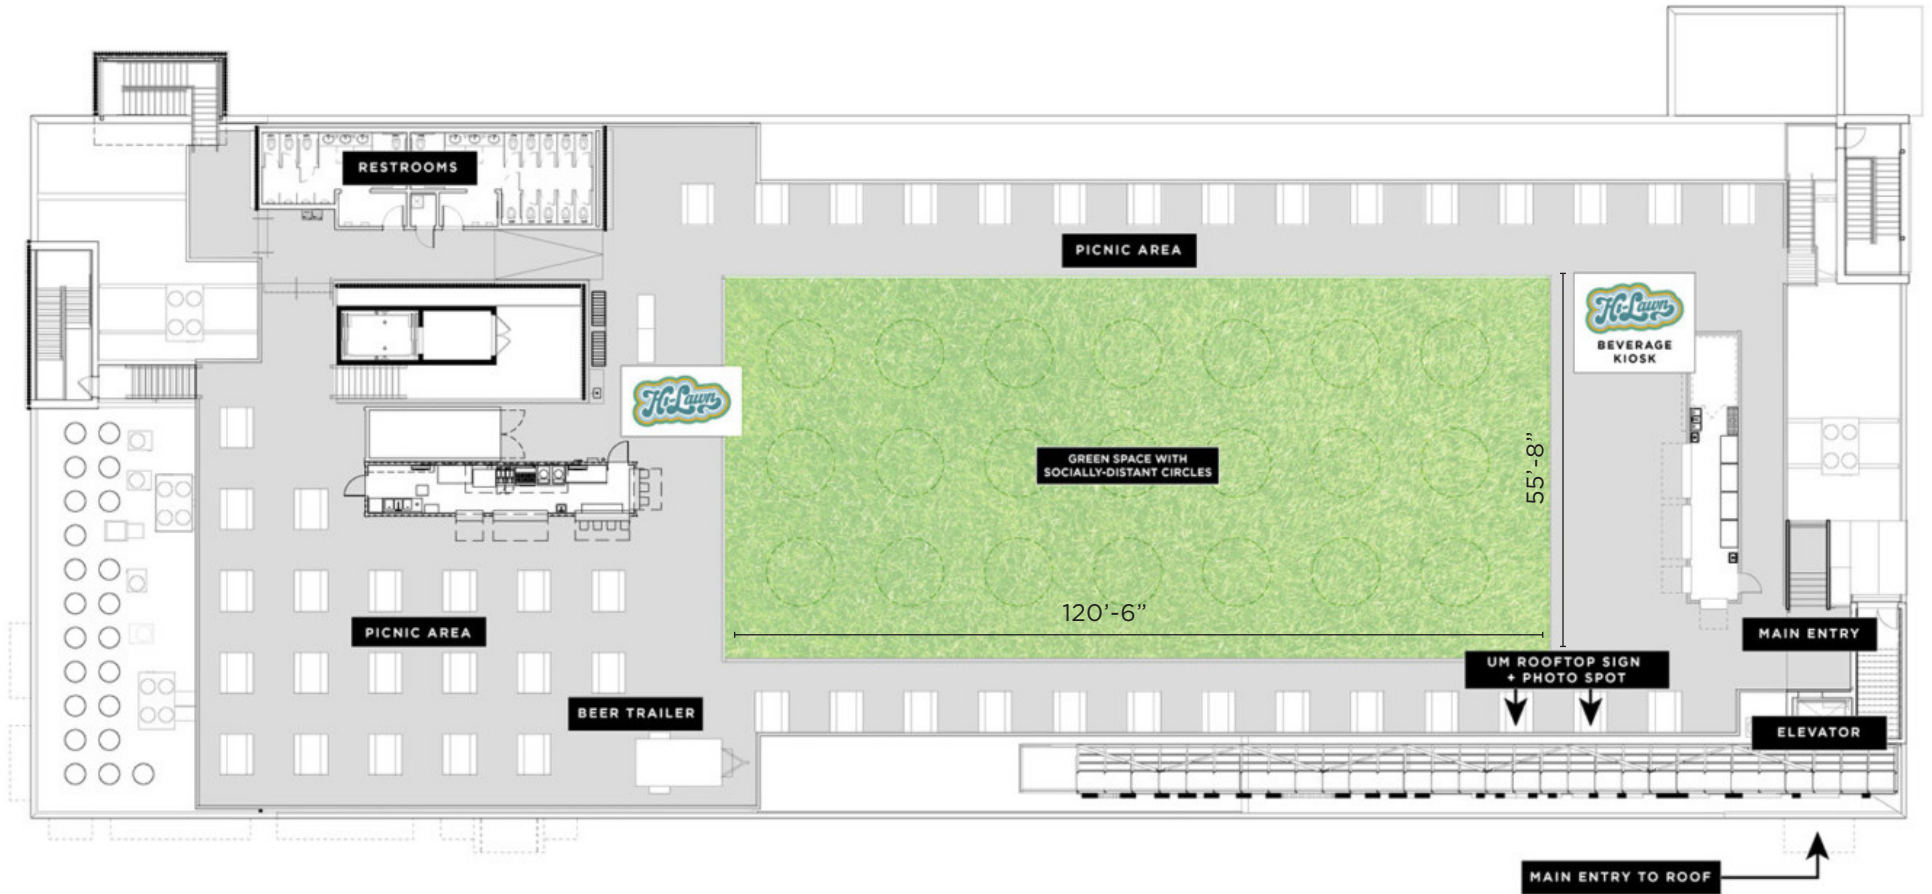 RESTROOMS
PICNIC AREA
Hi-Lawn
BEVERAGE
KIOSK
Hi-Lawn
GREEN SPACE WITH
SOCIALLY-DISTANT CIRCLES
55'-8”
120'-6”
PICNIC AREA
MAIN ENTRY
UM ROOFTOP SIGN
+ PHOTO SPOT
BEER TRAILER
ELEVATOR
MAIN ENTRY TO ROOF